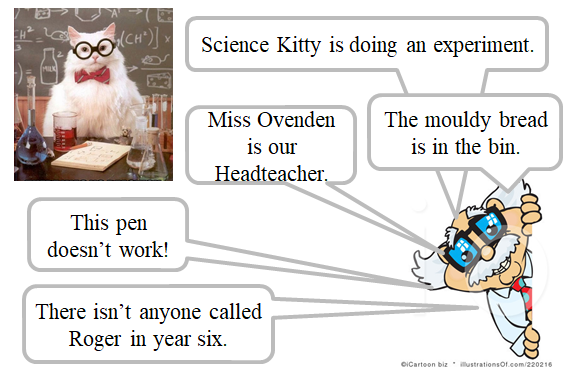 Science Kitty is doing an experiment.
Miss Ovenden
is our
Headteacher.
The mouldy bread
is in the bin.
This pen
doesn’t work!
There isn’t anyone called
Roger in year six.
©iCartoon biz * illustrationsOf.com/220216